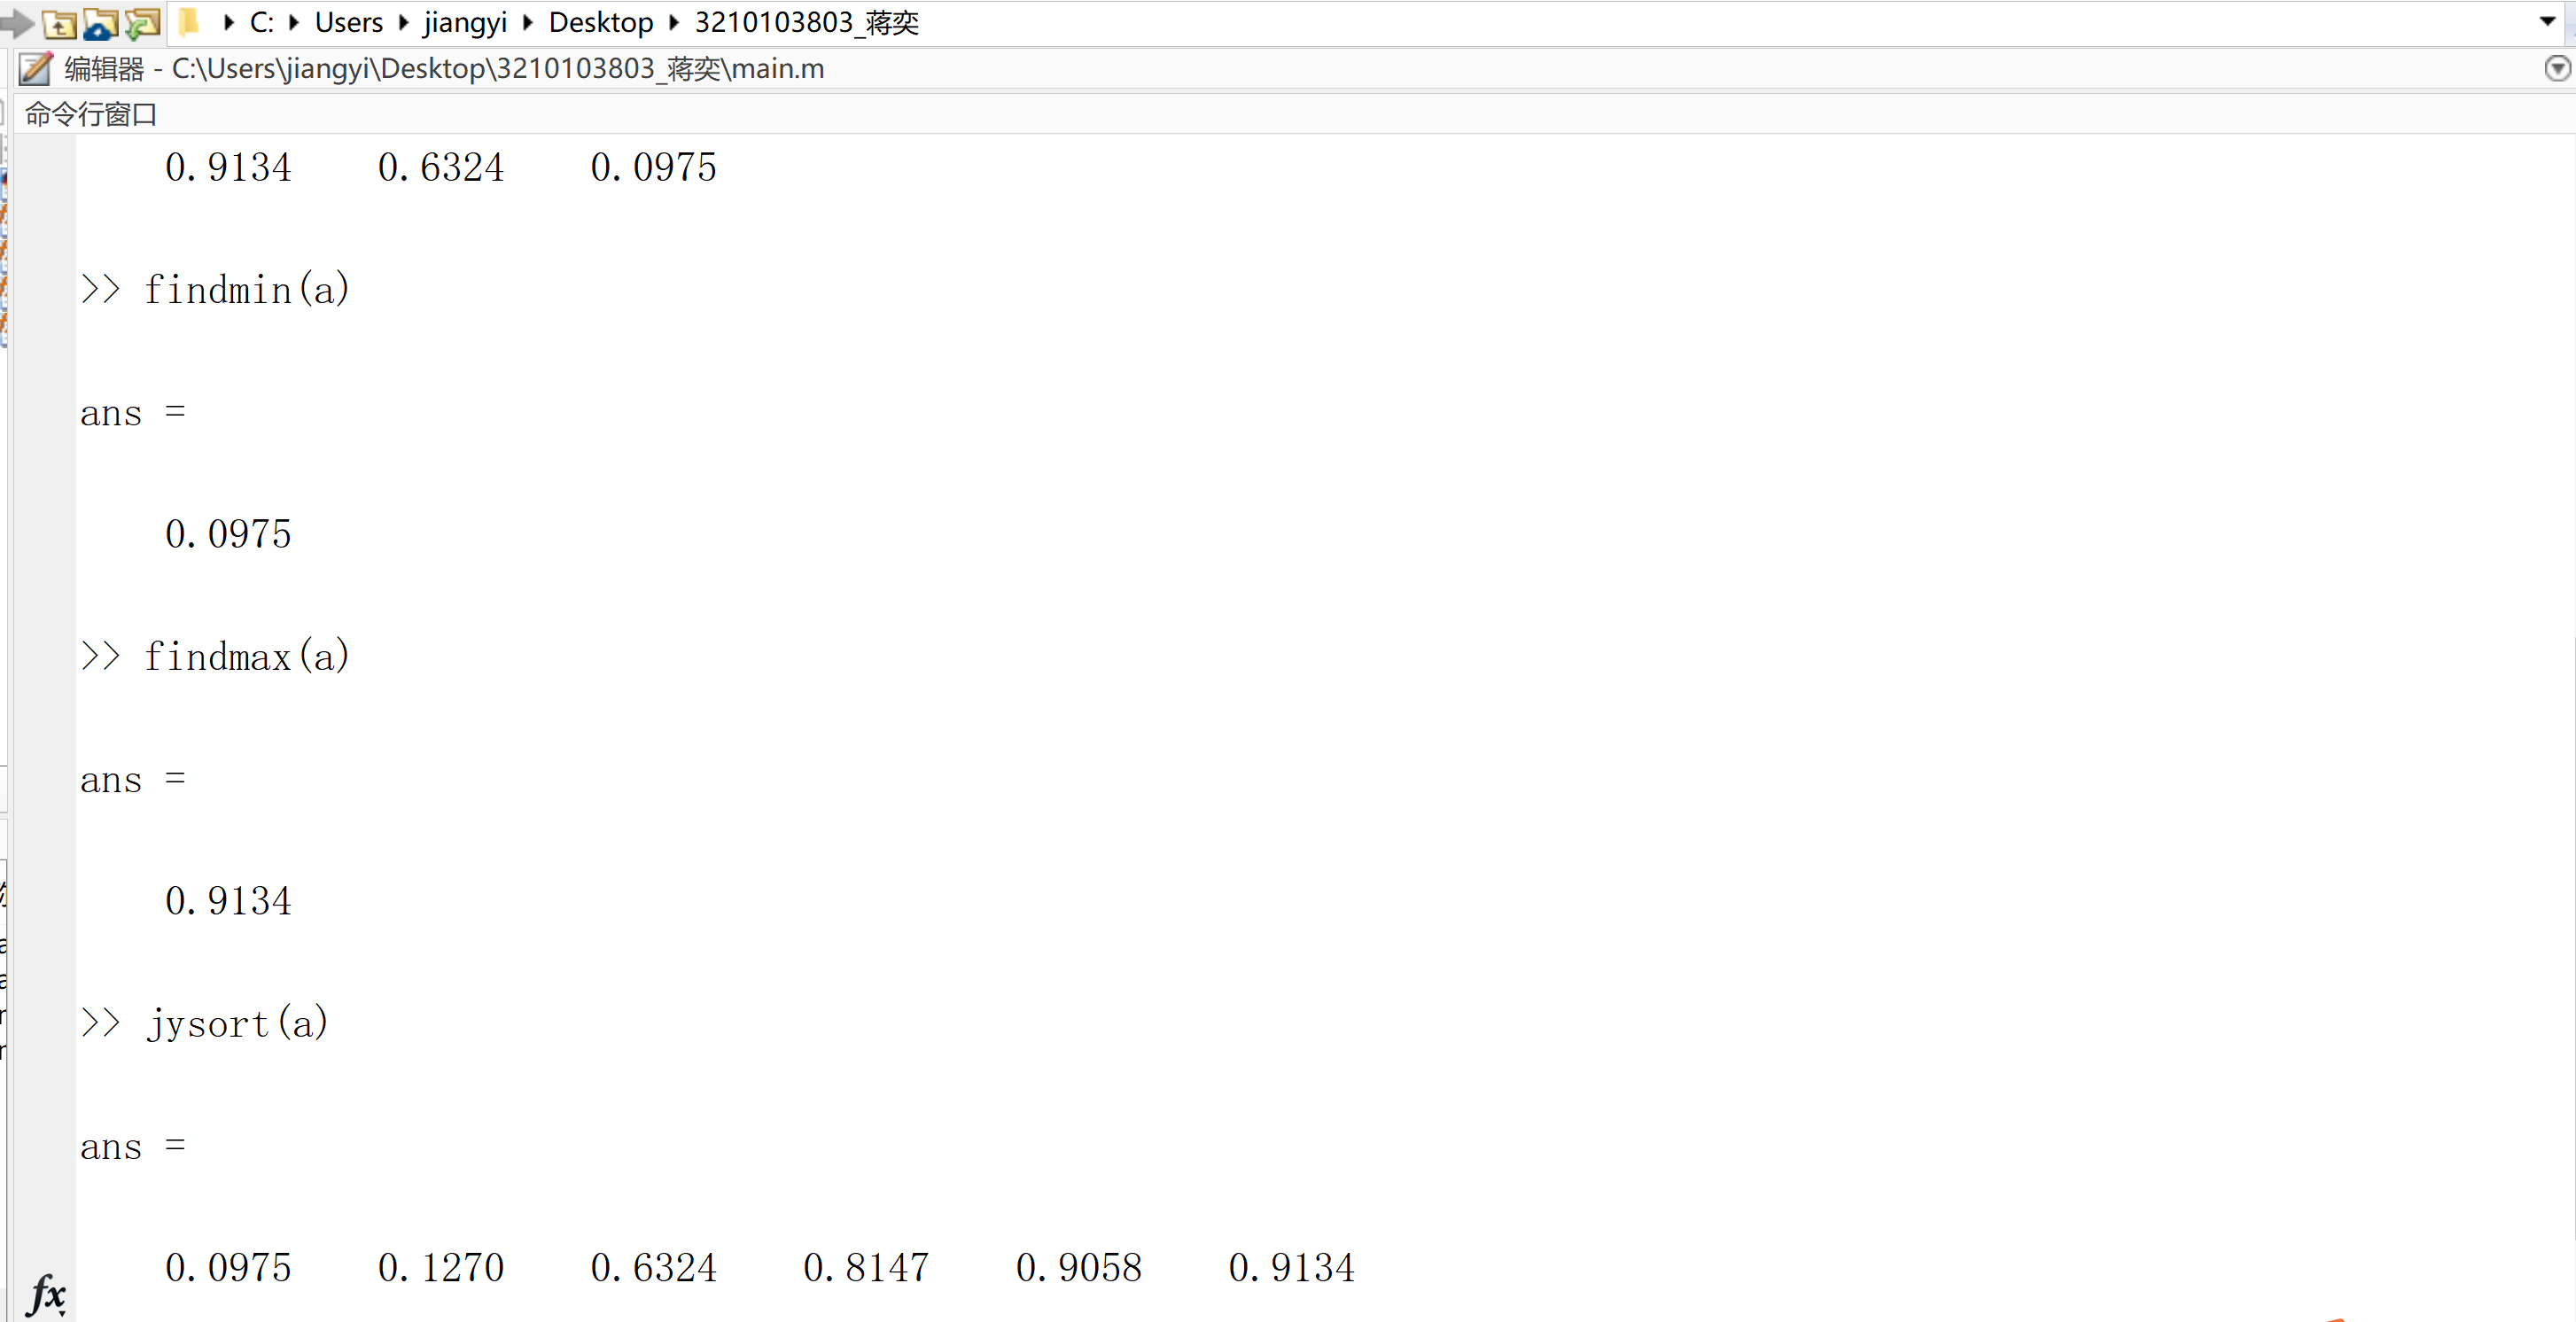 C: Users jiangyi Desktop 3210103803_蒋奕
编辑器 - C:\Users\jiangyi\Desktop\3210103803_蒋奕\main.m
命令行窗口
0.9134 0.6324 0.0975
>> findmin(a)
ans =
0.0975
>> findmax(a)
ans =
0.9134
>> jysort(a)
ans =
0.0975 0.1270 0.6324 0.8147 0.9058 0.9134
fx